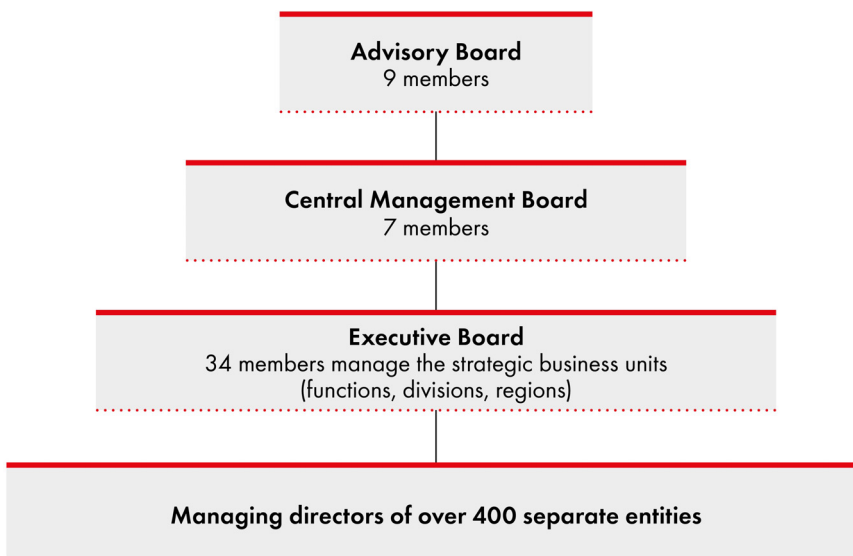 Advisory Board
9 members
Central Management Board
7 members
Executive Board
34 members manage the strategic business units
(functions, divisions, regions)
Managing directors of over 400 separate entities